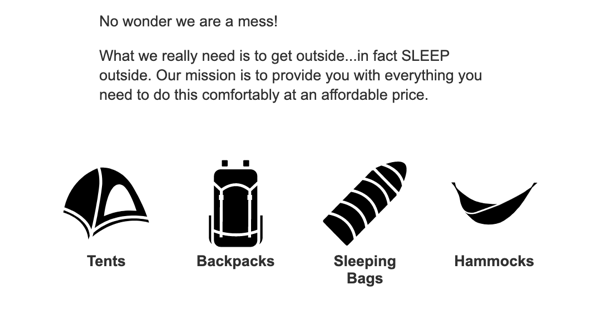 No wonder we are a mess!
What we really need is to get outside...in fact SLEEP
outside. Our mission is to provide you with everything you
need to do this comfortably at an affordable price.
Tents
Backpacks
Sleeping
Bags
Hammocks